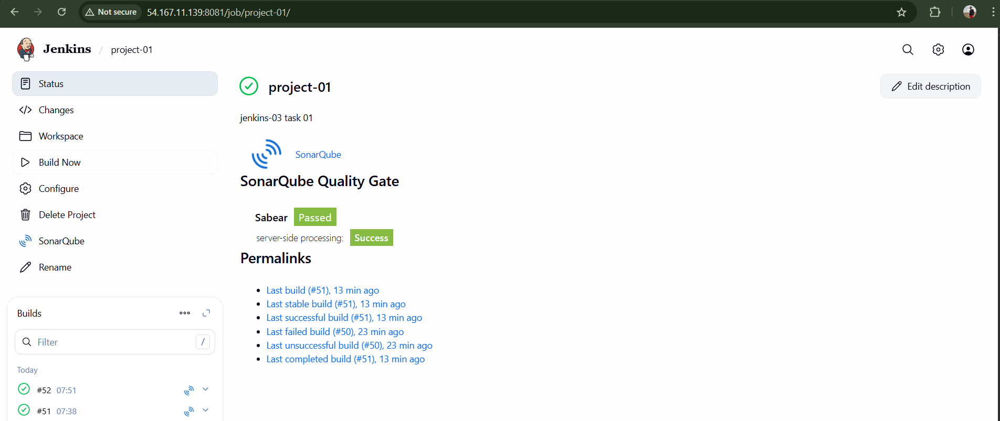 Not secure 54.167.11.139:8081/job/project-01/
Jenkins / project-01
Status
Changes
Workspace
Build Now
Configure
Delete Project
SonarQube
Rename
Builds
Filter /
Today
#52 07:51
#51 07:38
project-01
Edit description
jenkins-03 task 01
SonarQube
SonarQube Quality Gate
Sabear Passed
server-side processing: Success
Permalinks
Last build (#51), 13 min ago
Last stable build (#51), 13 min ago
Last successful build (#51), 13 min ago
Last failed build (#50), 23 min ago
Last unsuccessful build (#50), 23 min ago
Last completed build (#51), 13 min ago